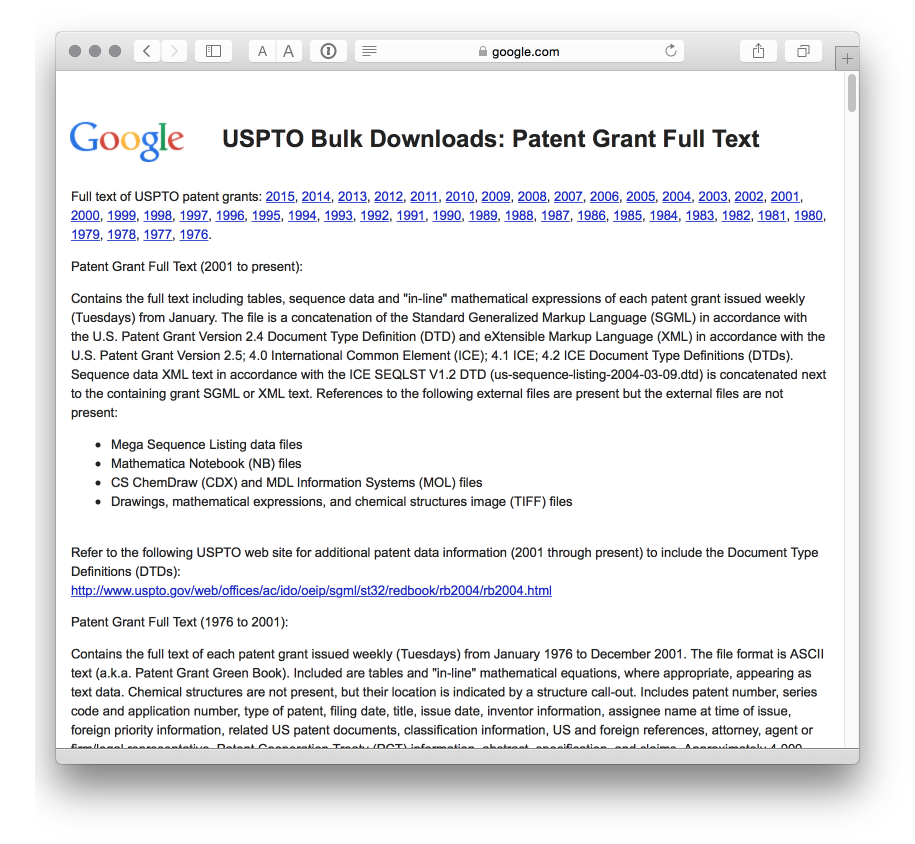 A A
google.com
Google
USPTO Bulk Downloads: Patent Grant Full Text
Full text of USPTO patent grants: 2015, 2014, 2013, 2012, 2011, 2010, 2009, 2008, 2007, 2006, 2005, 2004, 2003, 2002, 2001,
2000, 1999, 1998, 1997, 1996, 1995, 1994, 1993, 1992, 1991, 1990, 1989, 1988, 1987, 1986, 1985, 1984, 1983, 1982, 1981, 1980,
1979, 1978, 1977, 1976.
Patent Grant Full Text (2001 to present):
Contains the full text including tables, sequence data and "in-line" mathematical expressions of each patent grant issued weekly
(Tuesdays) from January. The file is a concatenation of the Standard Generalized Markup Language (SGML) in accordance with
the U.S. Patent Grant Version 2.4 Document Type Definition (DTD) and eXtensible Markup Language (XML) in accordance with the
U.S. Patent Grant Version 2.5; 4.0 International Common Element (ICE); 4.1 ICE; 4.2 ICE Document Type Definitions (DTDs).
Sequence data XML text in accordance with the ICE SEQLST V1.2 DTD (us-sequence-listing-2004-03-09.dtd) is concatenated next
to the containing grant SGML or XML text. References to the following external files are present but the external files are not
present:
• Mega Sequence Listing data files
• Mathematica Notebook (NB) files
• CS ChemDraw (CDX) and MDL Information Systems (MOL) files
• Drawings, mathematical expressions, and chemical structures image (TIFF) files
Refer to the following USPTO web site for additional patent data information (2001 through present) to include the Document Type
Definitions (DTDs):
http://www.uspto.gov/web/offices/ac/ido/oeip/sgml/st32/redbook/rb2004/rb2004.html
Patent Grant Full Text (1976 to 2001):
Contains the full text of each patent grant issued weekly (Tuesdays) from January 1976 to December 2001. The file format is ASCII
text (a.k.a. Patent Grant Green Book). Included are tables and "in-line" mathematical equations, where appropriate, appearing as
text data. Chemical structures are not present, but their location is indicated by a structure call-out. Includes patent number, series
code and application number, type of patent, filing date, title, issue date, inventor information, assignee name at time of issue,
foreign priority information, related US patent documents, classification information, US and foreign references, attorney, agent or
firm/legal representative, Patent Cooperation Treaty (PCT) information, abstract, specification, and claims. Approximately 4,000